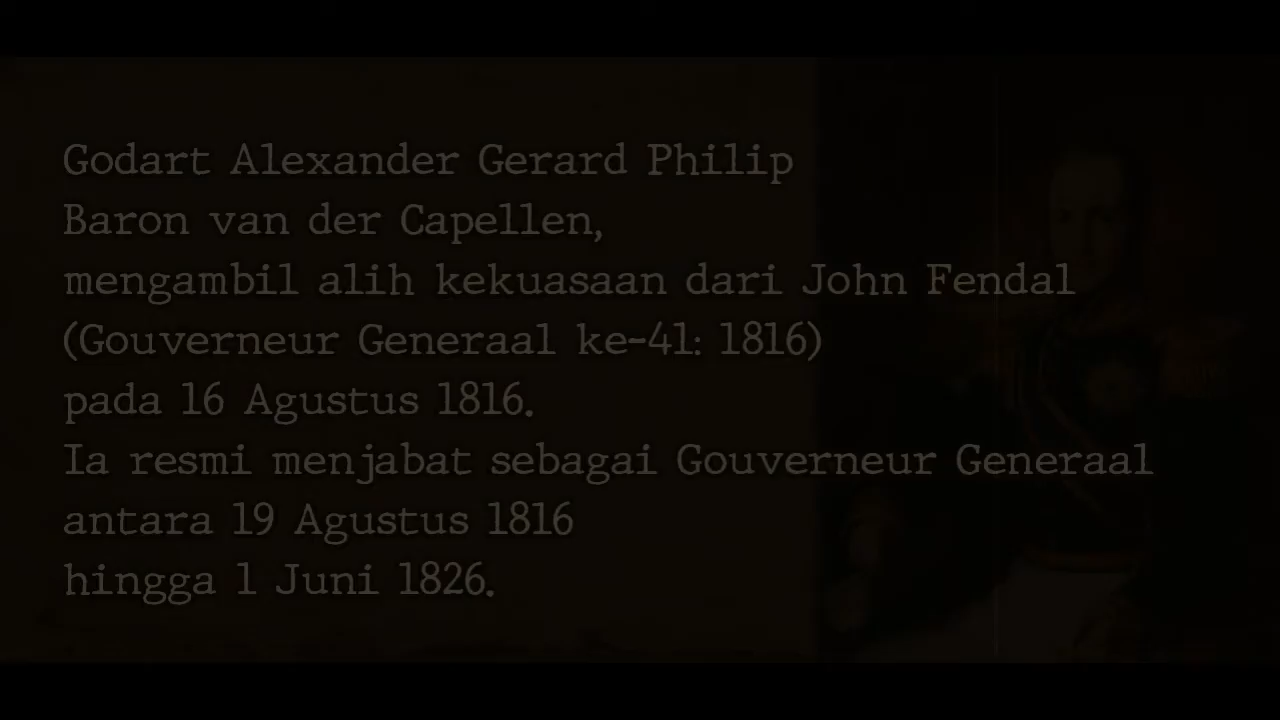 Godart Alexander Gerard Philip
Baron van der Capellen,
mengambil alih kekuasaan dari John Fendal
(Gouverneur Generaal ke-41: 1816)
pada 16 Agustus 1816.
Ia resmi menjabat sebagai Gouverneur Generaal
antara 19 Agustus 1816
hingga 1 Juni 1826.